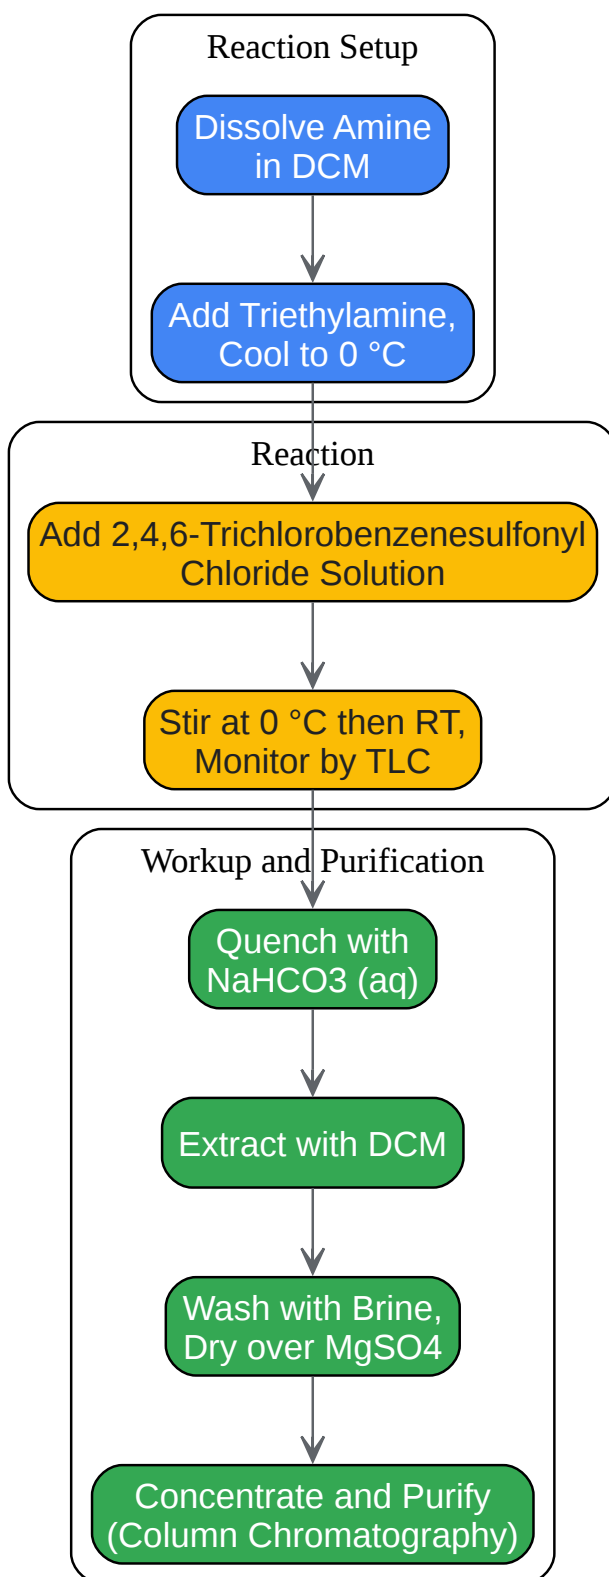 Reaction Setup
Dissolve Amine
in DCM
Add Triethylamine,
Cool to 0 °C
Reaction
Add 2,4,6-Trichlorobenzenesulfonyl
Chloride Solution
Stir at 0 °C then RT,
Monitor by TLC
Workup and Purification
Quench with
NaHCO3 (aq)
Extract with DCM
Wash with Brine,
Dry over MgSO4
Concentrate and Purify
(Column Chromatography)